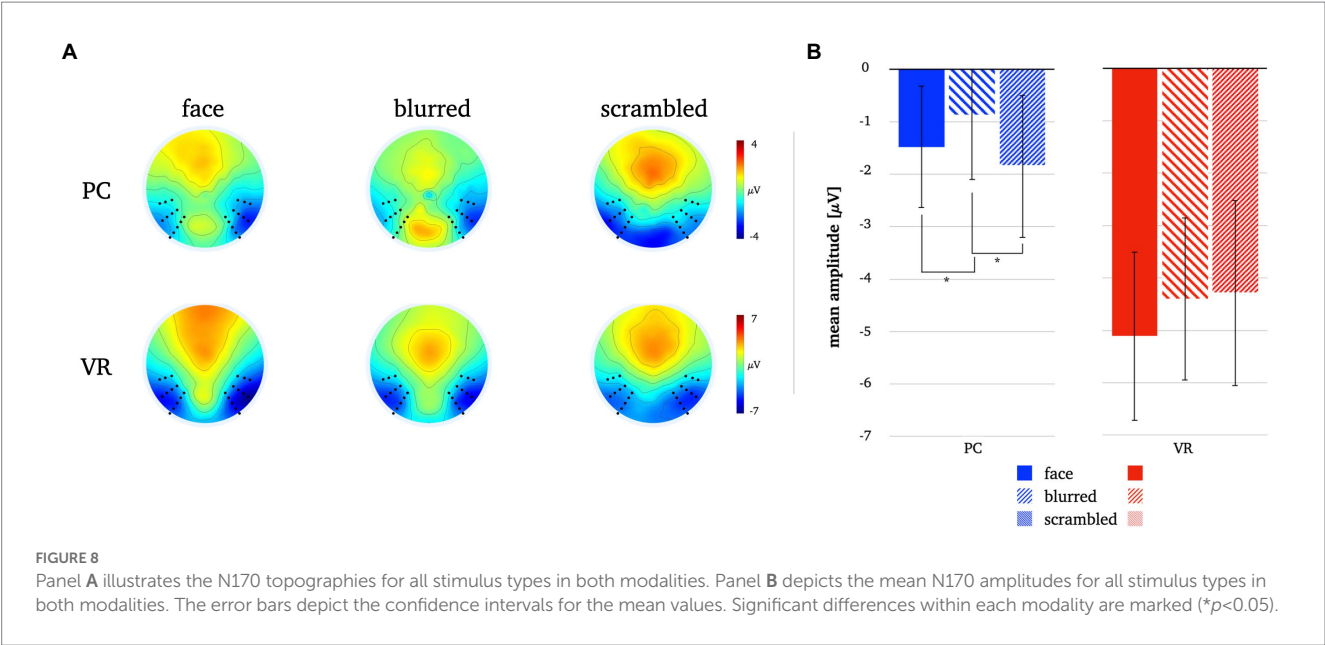 A
face
blurred
scrambled
PC
4
μV
-4
VR
7
μV
-7
B
mean amplitude [μV]
0
-1
-2
-3
-4
-5
-6
-7
*
*
PC
VR
face
blurred
scrambled
FIGURE 8
Panel A illustrates the N170 topographies for all stimulus types in both modalities. Panel B depicts the mean N170 amplitudes for all stimulus types in
both modalities. The error bars depict the confidence intervals for the mean values. Significant differences within each modality are marked (*p<0.05).